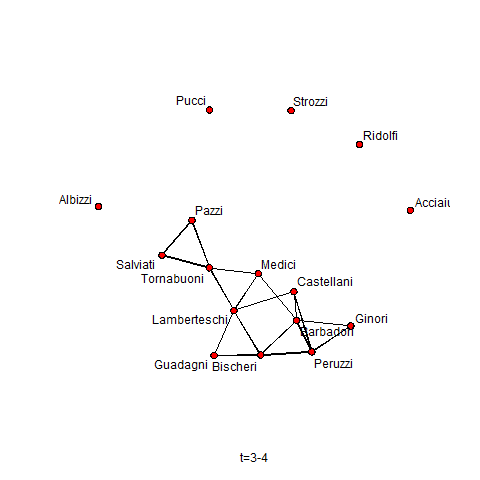 Pucci
Strozzi
Ridolfi
Albizzi
Acciaiu
Pazzi
Salviati
Tornabuoni
Medici
Castellani
Lamberteschi
Barbadori
Ginori
Guadagni
Bischeri
Peruzzi
t=3-4